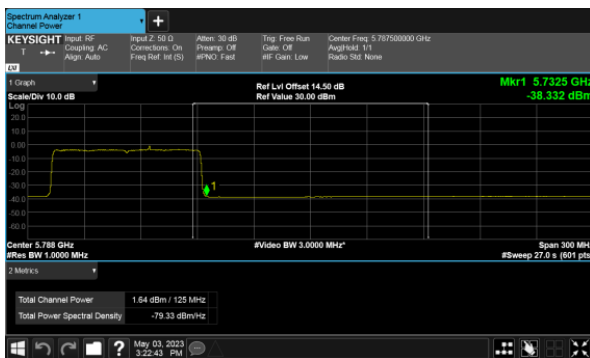 Spectrum Analyzer 1
Channel Power
+
KEYSIGHT Input: RF Input Z: 50 Ω Atten: 30 dB Trig: Free Run Center Freq: 5.787500000 GHz
Coupling: AC Corrections: On Preamp: Off Gate: Off Avg|Hold: 1/1
Align: Auto Freq Ref: Int (S) #PNO: Fast #IF Gain: Low Radio Std: None
LXI
1 Graph Ref Lvl Offset 14.50 dB Mkr1 5.7325 GHz
Scale/Div 10.0 dB Ref Value 30.00 dBm -38.332 dBm
Log
20.0
10.0
0.00
-10.0
-20.0
-30.0
1
-40.0
-50.0
-60.0
Center 5.788 GHz #Video BW 3.0000 MHz* Span 300 MHz
#Res BW 1.0000 MHz #Sweep 27.0 s (601 pts)
2 Metrics
Total Channel Power 1.64 dBm / 125 MHz
Total Power Spectral Density -79.33 dBm/Hz
? May 03, 2023
3:22:43 PM